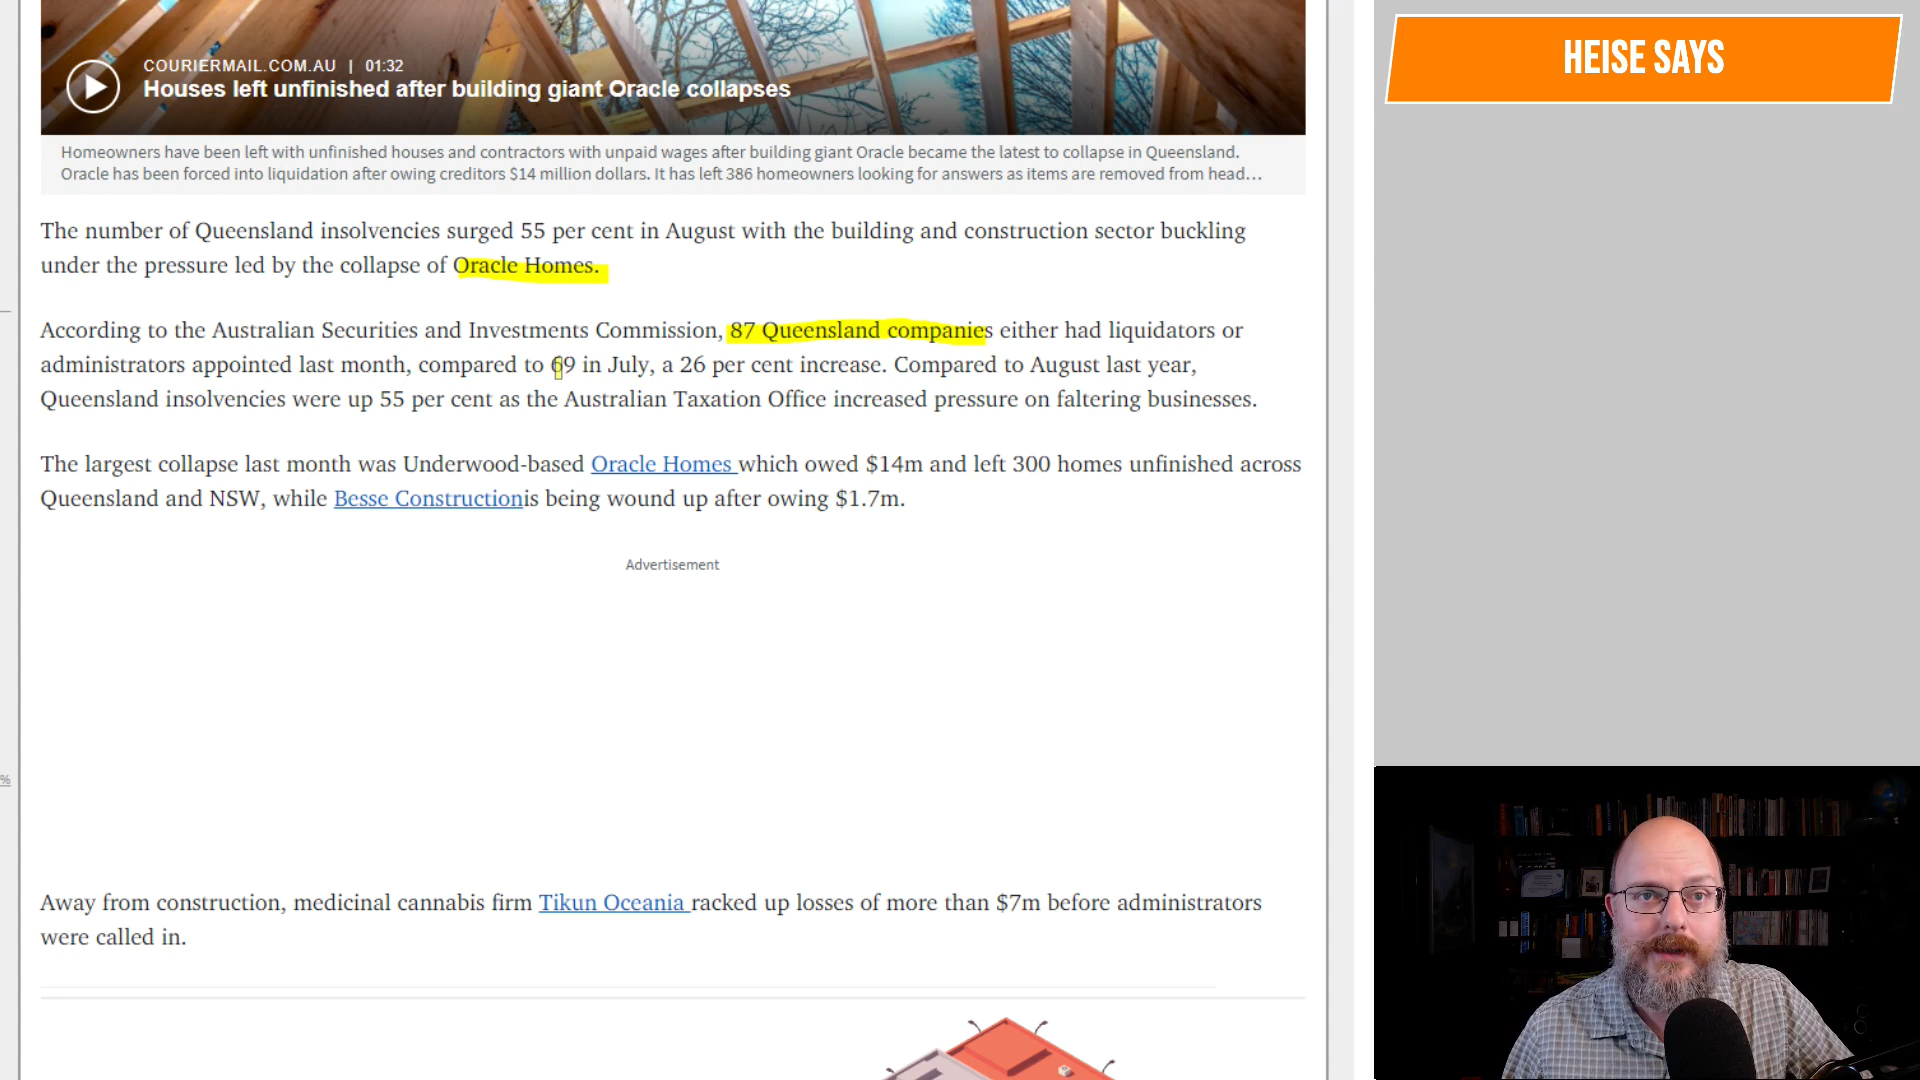 HEISE SAYS
COURIERMAIL.COM.AU | 01:32
Houses left unfinished after building giant Oracle collapses
Homeowners have been left with unfinished houses and contractors with unpaid wages after building giant Oracle became the latest to collapse in Queensland.
Oracle has been forced into liquidation after owing creditors $14 million dollars. It has left 386 homeowners looking for answers as items are removed from head…
The number of Queensland insolvencies surged 55 per cent in August with the building and construction sector buckling
under the pressure led by the collapse of Oracle Homes.
According to the Australian Securities and Investments Commission, 87 Queensland companies either had liquidators or
administrators appointed last month, compared to 69 in July, a 26 per cent increase. Compared to August last year,
Queensland insolvencies were up 55 per cent as the Australian Taxation Office increased pressure on faltering businesses.
The largest collapse last month was Underwood-based Oracle Homes which owed $14m and left 300 homes unfinished across
Queensland and NSW, while Besse Constructionis being wound up after owing $1.7m.
Advertisement
%
Away from construction, medicinal cannabis firm Tikun Oceania racked up losses of more than $7m before administrators
were called in.